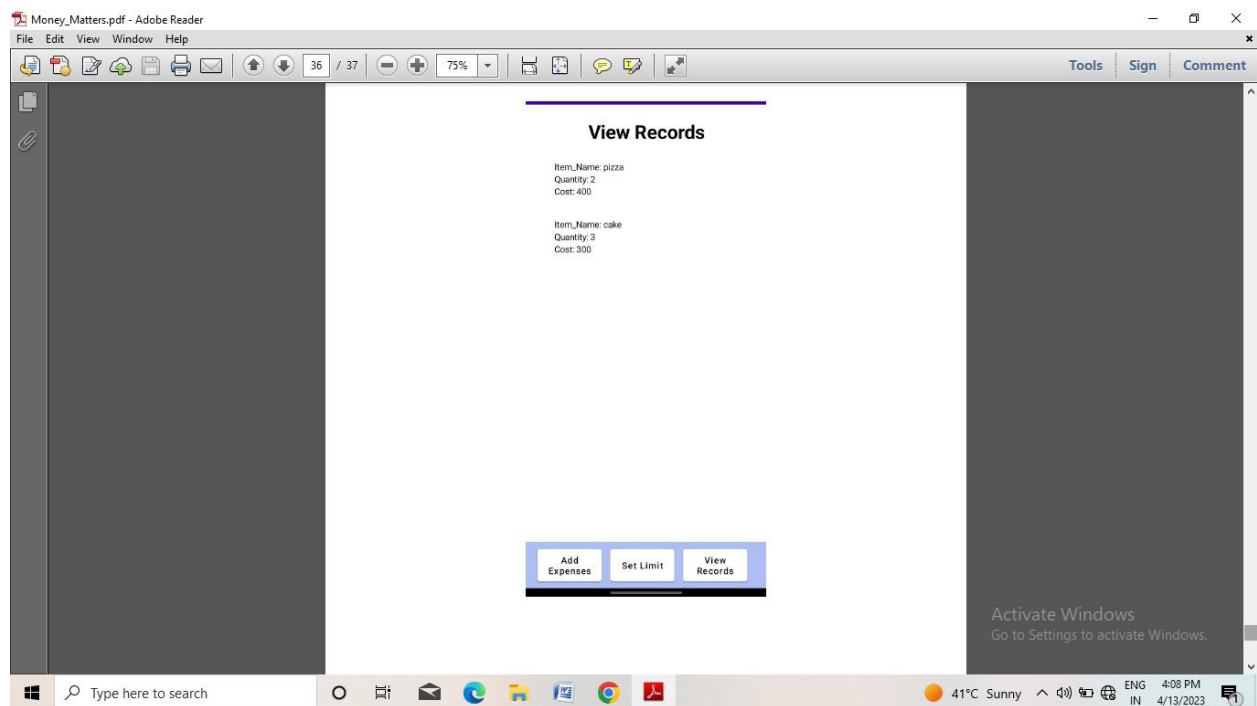 Money_Matters.pdf - Adobe Reader
File Edit View Window Help
36 / 37 75% Tools Sign Comment
View Records
Item_Name: pizza
Quantity: 2
Cost: 400
Item_Name: cake
Quantity: 3
Cost: 300
Add Expenses
Set Limit
View Records
Activate Windows
Go to Settings to activate Windows.
Type here to search
41°C Sunny
ENG
IN
4:08 PM
4/13/2023
1